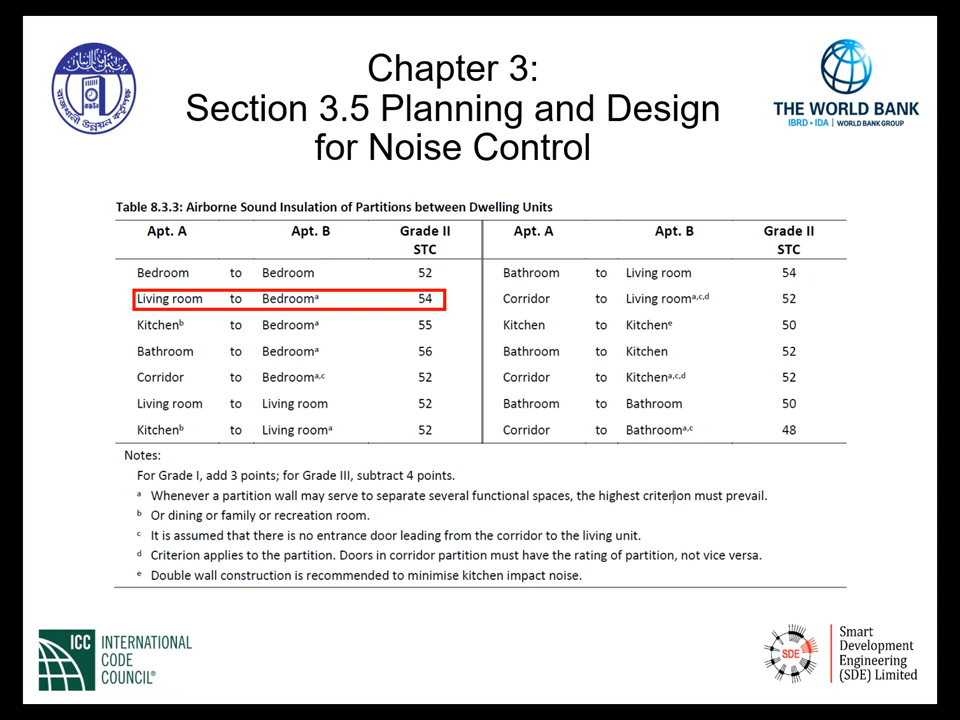 Chapter 3:
Section 3.5 Planning and Design
for Noise Control
THE WORLD BANK
IBRD • IDA | WORLD BANK GROUP
Table 8.3.3: Airborne Sound Insulation of Partitions between Dwelling Units
Apt. A Apt. B Grade II STC Apt. A Apt. B Grade II STC
Bedroom to Bedroom 52 Bathroom to Living room 54
Living room to Bedroomᵃ 54 Corridor to Living roomᵃ,ᶜ,ᵈ 52
Kitchenᵇ to Bedroomᵃ 55 Kitchen to Kitchenᵉ 50
Bathroom to Bedroomᵃ 56 Bathroom to Kitchen 52
Corridor to Bedroomᵃ,ᶜ 52 Corridor to Kitchenᵃ,ᶜ,ᵈ 52
Living room to Living room 52 Bathroom to Bathroom 50
Kitchenᵇ to Living roomᵃ 52 Corridor to Bathroomᵃ,ᶜ 48
Notes:
For Grade I, add 3 points; for Grade III, subtract 4 points.
ᵃ Whenever a partition wall may serve to separate several functional spaces, the highest criterion must prevail.
ᵇ Or dining or family or recreation room.
ᶜ It is assumed that there is no entrance door leading from the corridor to the living unit.
ᵈ Criterion applies to the partition. Doors in corridor partition must have the rating of partition, not vice versa.
ᵉ Double wall construction is recommended to minimise kitchen impact noise.
ICC
INTERNATIONAL
CODE
COUNCIL®
SDE
Smart
Development
Engineering
(SDE) Limited